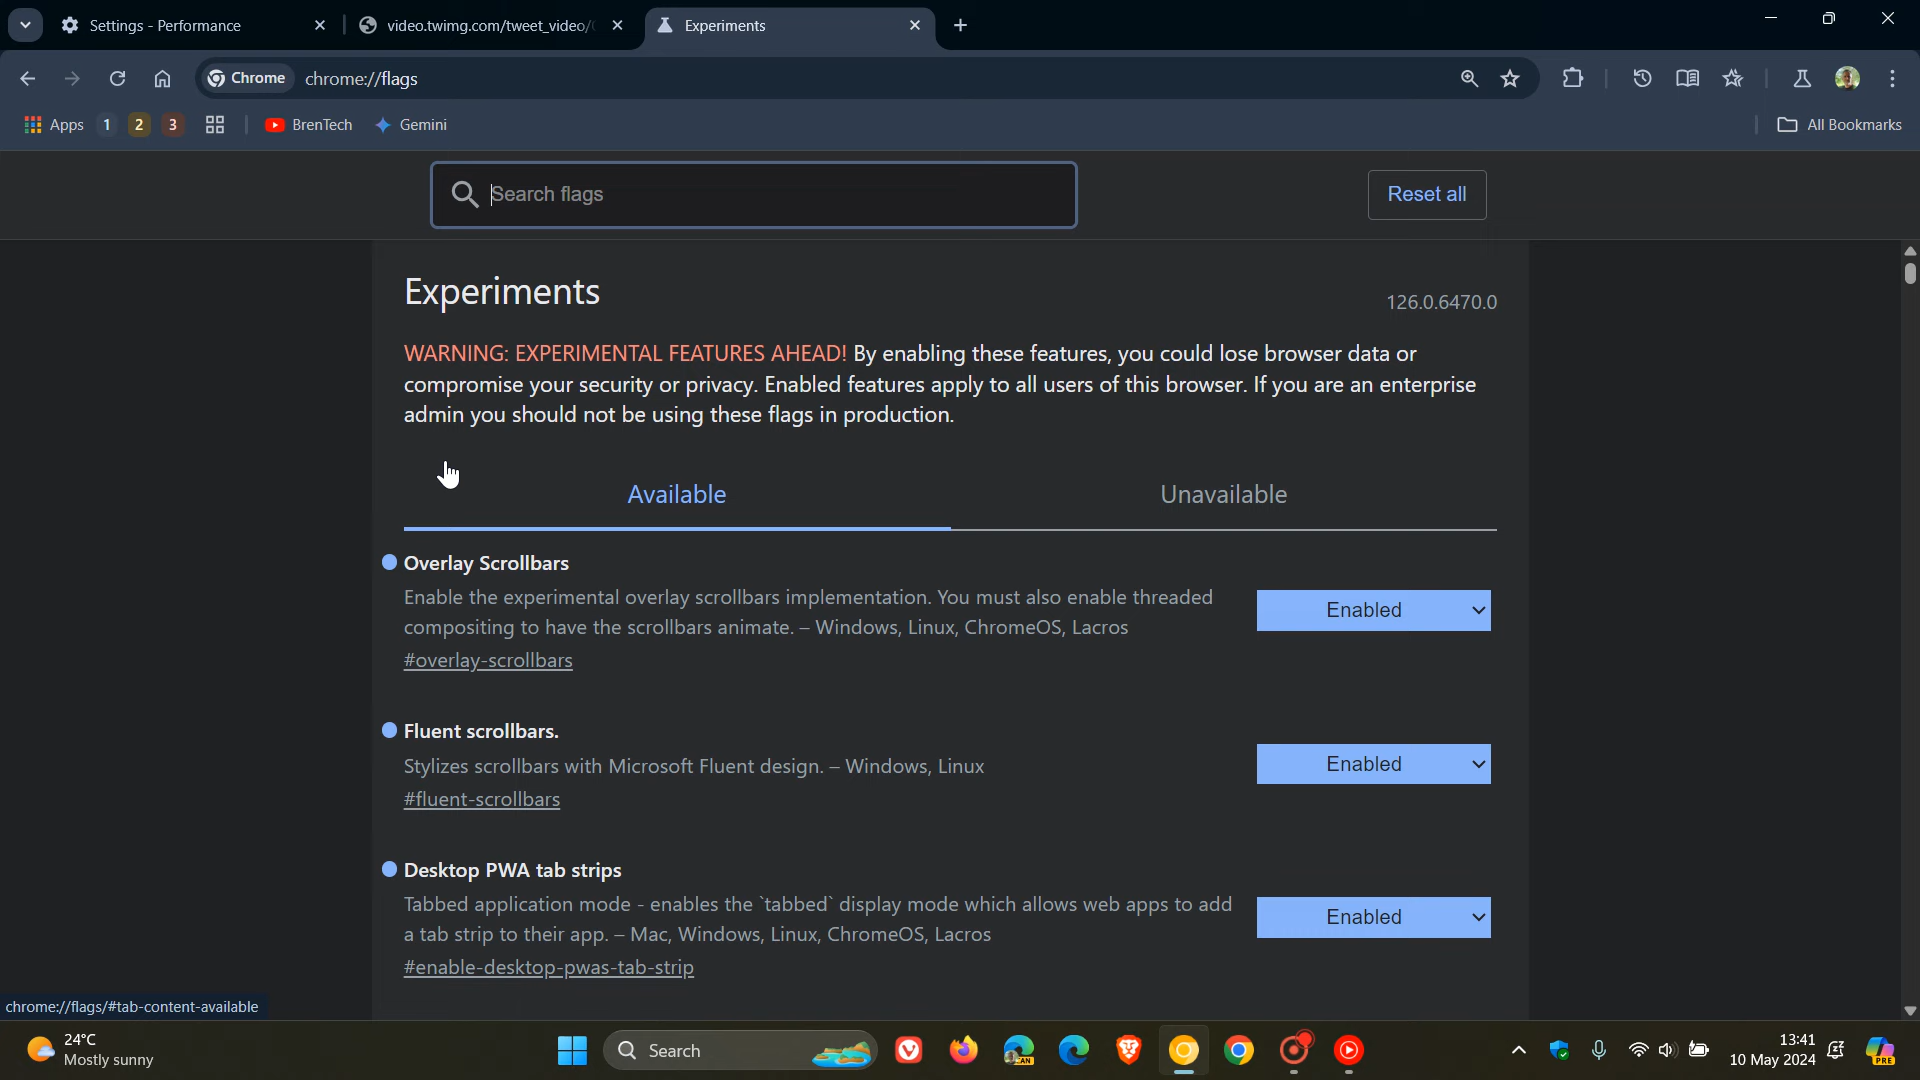 Settings - Performance
video.twimg.com/tweet_video/
Experiments
Chrome chrome://flags
Apps 1 2 3 BrenTech Gemini All Bookmarks
Search flags
Reset all
Experiments
126.0.6470.0
WARNING: EXPERIMENTAL FEATURES AHEAD! By enabling these features, you could lose browser data or
compromise your security or privacy. Enabled features apply to all users of this browser. If you are an enterprise
admin you should not be using these flags in production.
Available
Unavailable
Overlay Scrollbars
Enable the experimental overlay scrollbars implementation. You must also enable threaded
compositing to have the scrollbars animate. – Windows, Linux, ChromeOS, Lacros
#overlay-scrollbars
Enabled
Fluent scrollbars.
Stylizes scrollbars with Microsoft Fluent design. – Windows, Linux
#fluent-scrollbars
Enabled
Desktop PWA tab strips
Tabbed application mode - enables the `tabbed` display mode which allows web apps to add
a tab strip to their app. – Mac, Windows, Linux, ChromeOS, Lacros
#enable-desktop-pwas-tab-strip
Enabled
chrome://flags/#tab-content-available
24°C
Mostly sunny
Search
CAN
13:41
10 May 2024
PRE